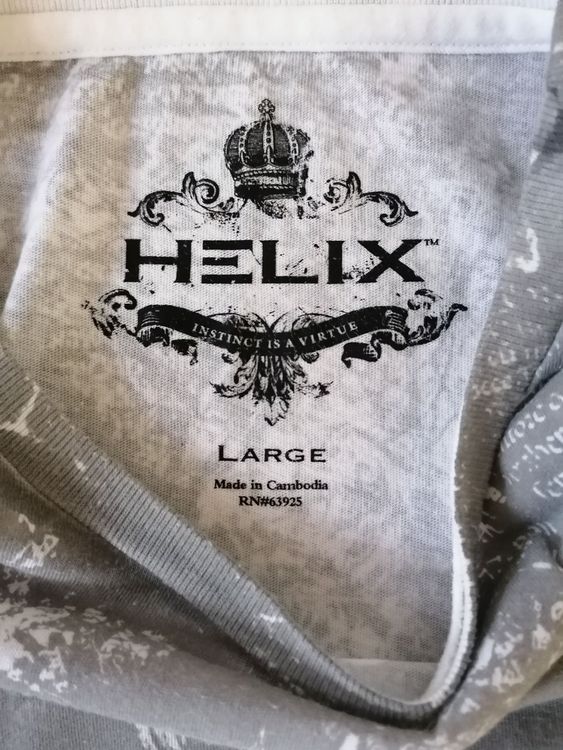 HELIX™
INSTINCT IS A VIRTUE
LARGE
Made in Cambodia
RN#63925